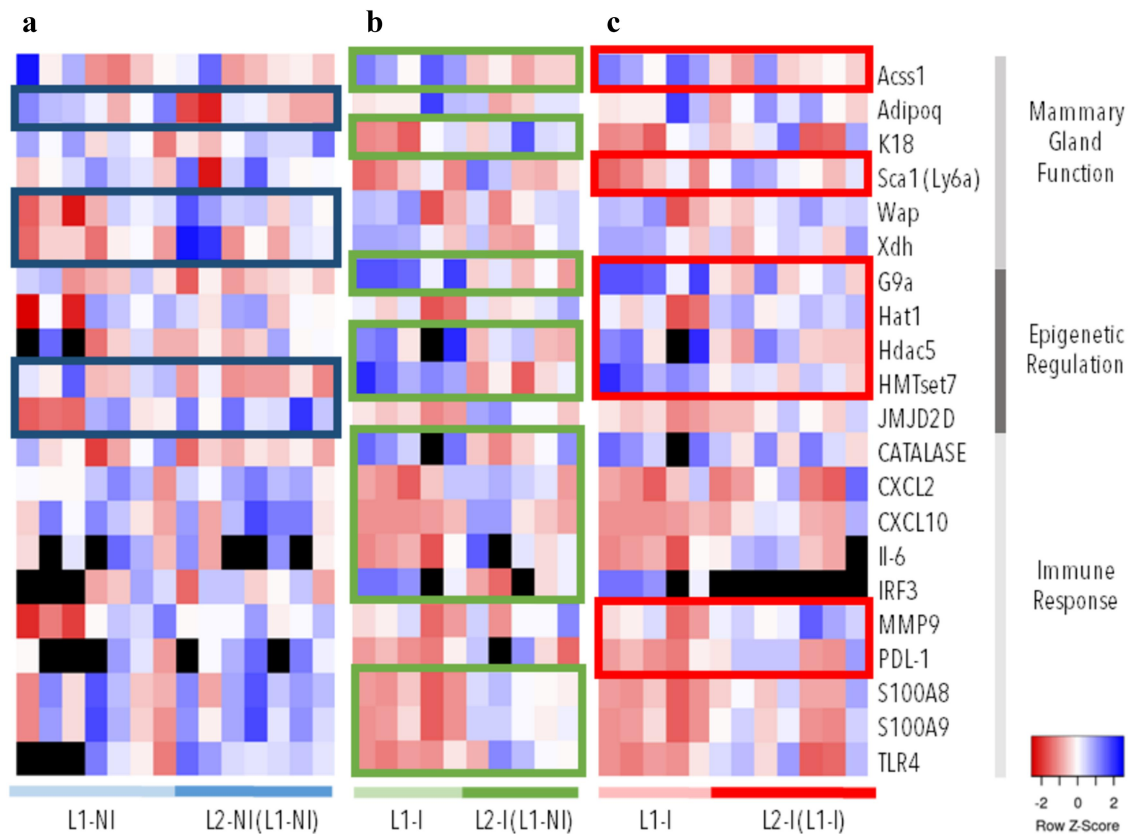 a
b
c
Acss1
Adipoq
K18
Sca1(Ly6a)
Wap
Xdh
G9a
Hat1
Hdac5
HMTset7
JMJD2D
CATALASE
CXCL2
CXCL10
Il-6
IRF3
MMP9
PDL-1
S100A8
S100A9
TLR4
Mammary
Gland
Function
Epigenetic
Regulation
Immune
Response
-2 0 2
Row Z-Score
L1-NI
L2-NI(L1-NI)
L1-I
L2-I(L1-NI)
L1-I
L2-I(L1-I)